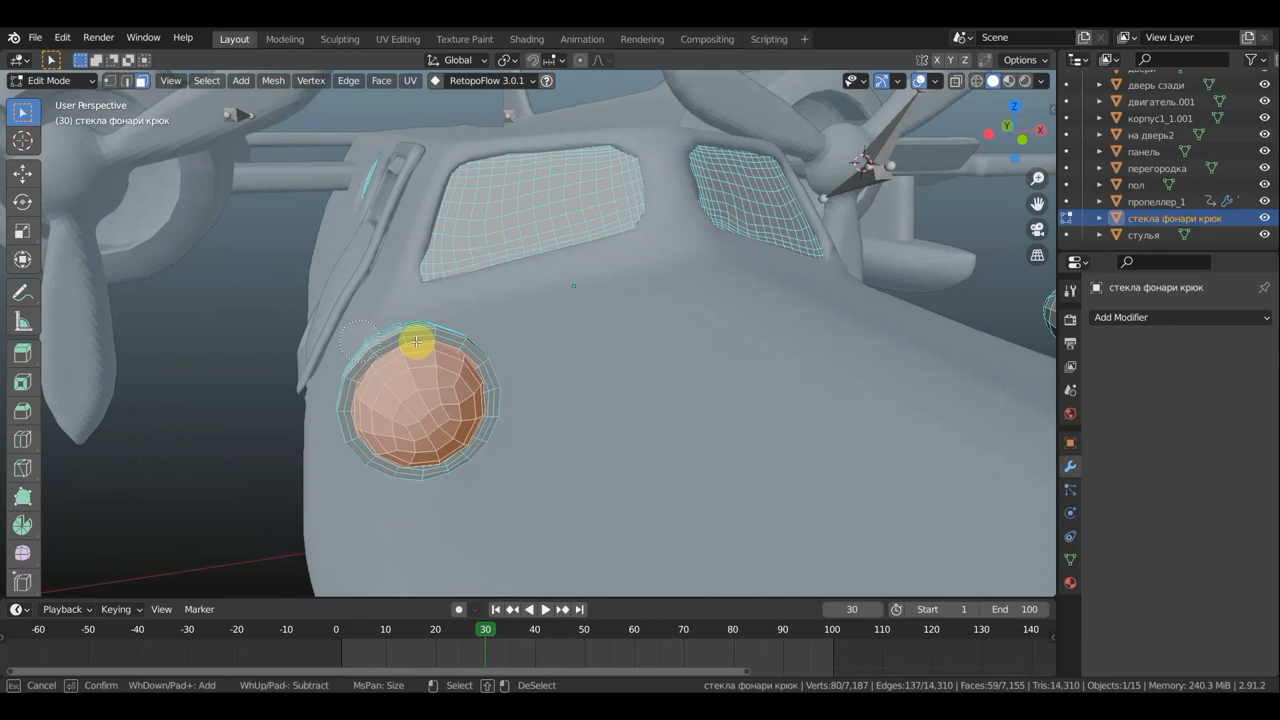 File Edit Render Window Help
Layout Modeling Sculpting UV Editing Texture Paint Shading Animation Rendering Compositing Scripting +
Scene
View Layer
Global
X Y Z
Options
Edit Mode
View Select Add Mesh Vertex Edge Face UV
RetopoFlow 3.0.1
User Perspective
(30) стекла фонари крюк
Z
Y
X
дверь сзади
двигатель.001
корпус1_1.001
на дверь2
панель
перегородка
пол
пропеллер_1
стекла фонари крюк
стулья
стекла фонари крюк
Add Modifier
Playback Keying View Marker
30
Start 1
End 100
-60 -50 -40 -30 -20 -10 0 10 20 30 40 50 60 70 80 90 100 110 120 130 140
Esc Cancel Confirm WhDown/Pad+: Add WhUp/Pad-: Subtract MsPan: Size Select DeSelect
стекла фонари крюк | Verts:80/7,187 | Edges:137/14,310 | Faces:59/7,155 | Tris:14,310 | Objects:1/15 | Memory: 240.3 MiB | 2.91.2